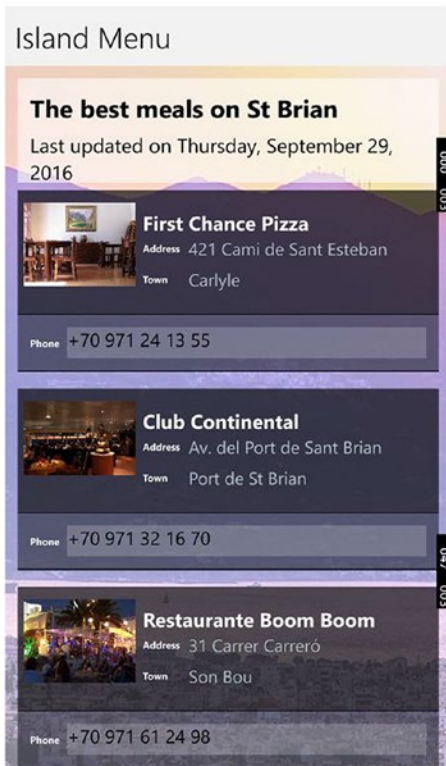 Island Menu
The best meals on St Brian
Last updated on Thursday, September 29,
2016
First Chance Pizza
Address 421 Cami de Sant Esteban
Town Carlyle
Phone +70 971 24 13 55
Club Continental
Address Av. del Port de Sant Brian
Town Port de St Brian
Phone +70 971 32 16 70
Restaurante Boom Boom
Address 31 Carrer Carreró
Town Son Bou
Phone +70 971 61 24 98